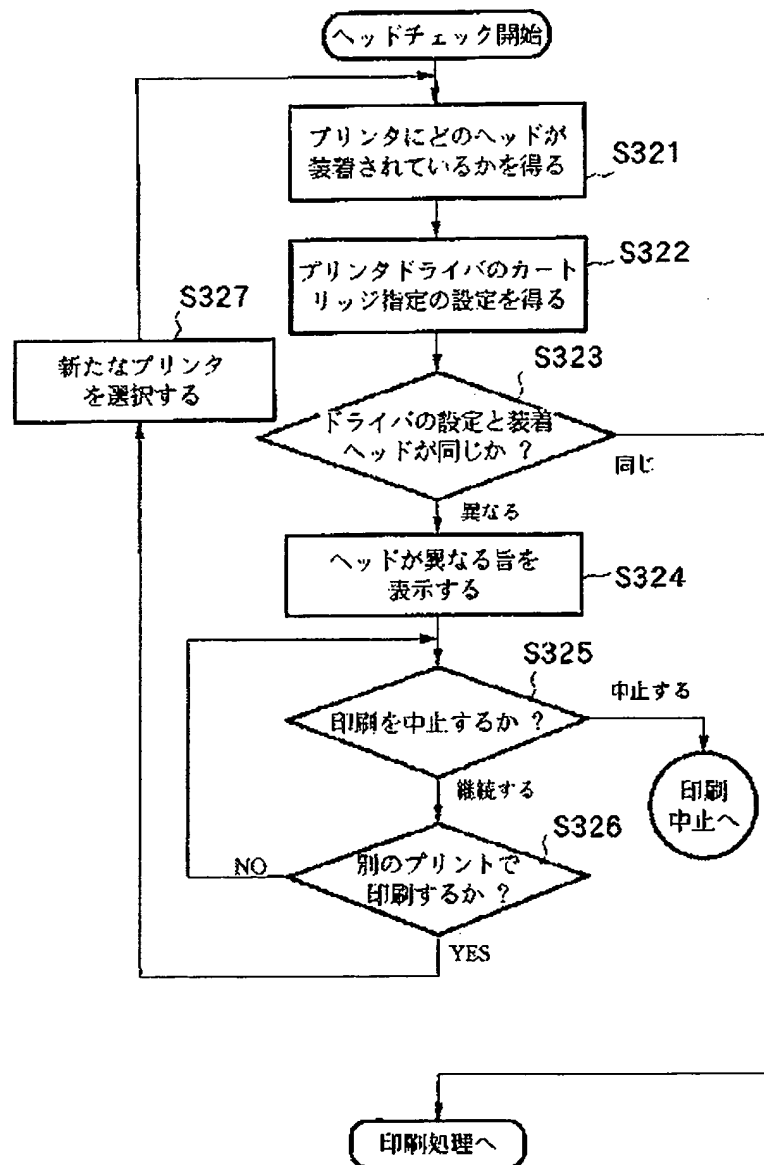 ヘッドチェック開始
プリンタにどのヘッドが
装着されているかを得る
S321
プリンタドライバのカート
リッジ指定の設定を得る
S322
S327
新たなプリンタ
を選択する
S323
ドライバの設定と装着
ヘッドが同じか ?
同じ
異なる
ヘッドが異なる旨を
表示する
S324
S325
印刷を中止するか ?
中止する
印刷
中止へ
継続する
S326
別のプリントで
印刷するか ?
NO
YES
印刷処理へ